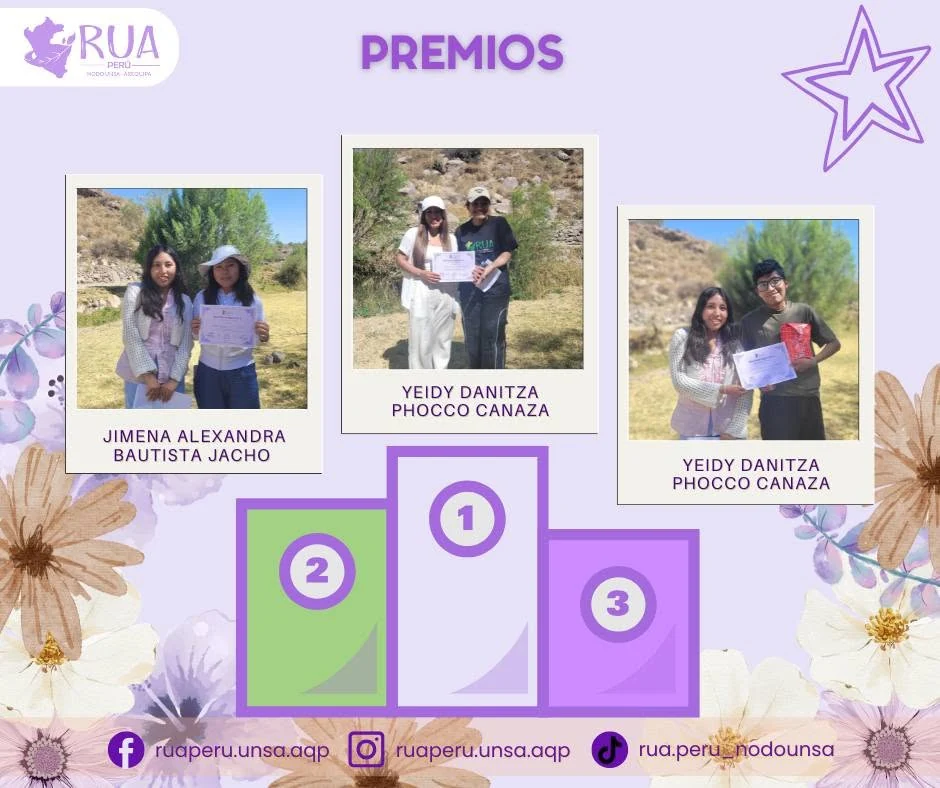 RUA
PERÚ
NODO UNSA - AREQUIPA
PREMIOS
JIMENA ALEXANDRA
BAUTISTA JACHO
YEIDY DANITZA
PHOCCO CANAZA
YEIDY DANITZA
PHOCCO CANAZA
RUA
2
1
3
ruaperu.unsa.aqp
ruaperu.unsa.aqp
rua.peru_nodounsa